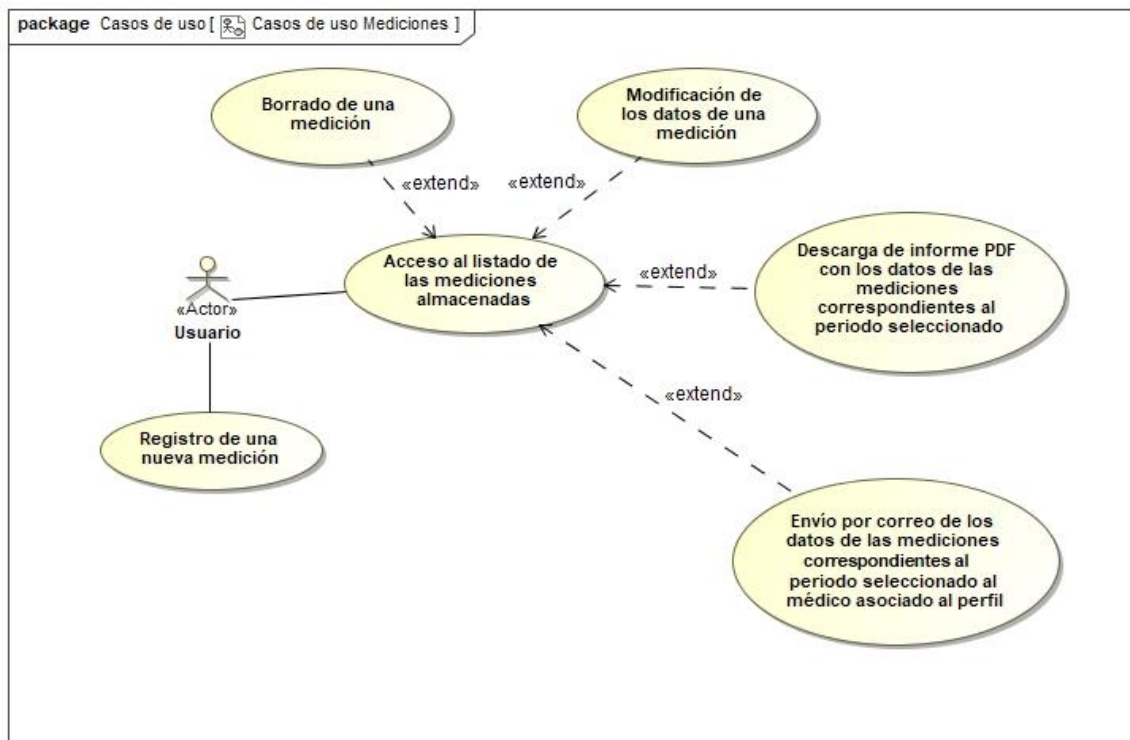 package Casos de uso [ Casos de uso Mediciones ]
Borrado de una
medición
Modificación de
los datos de una
medición
«extend»
«extend»
Acceso al listado de
las mediciones
almacenadas
«extend»
Descarga de informe PDF
con los datos de las
mediciones
correspondientes al
periodo seleccionado
«Actor»
Usuario
«extend»
Registro de una
nueva medición
Envío por correo de los
datos de las mediciones
correspondientes al
periodo seleccionado al
médico asociado al perfil